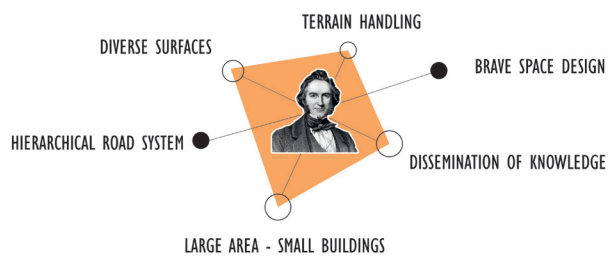 TERRAIN HANDLING
DIVERSE SURFACES
BRAVE SPACE DESIGN
HIERARCHICAL ROAD SYSTEM
DISSEMINATION OF KNOWLEDGE
LARGE AREA - SMALL BUILDINGS